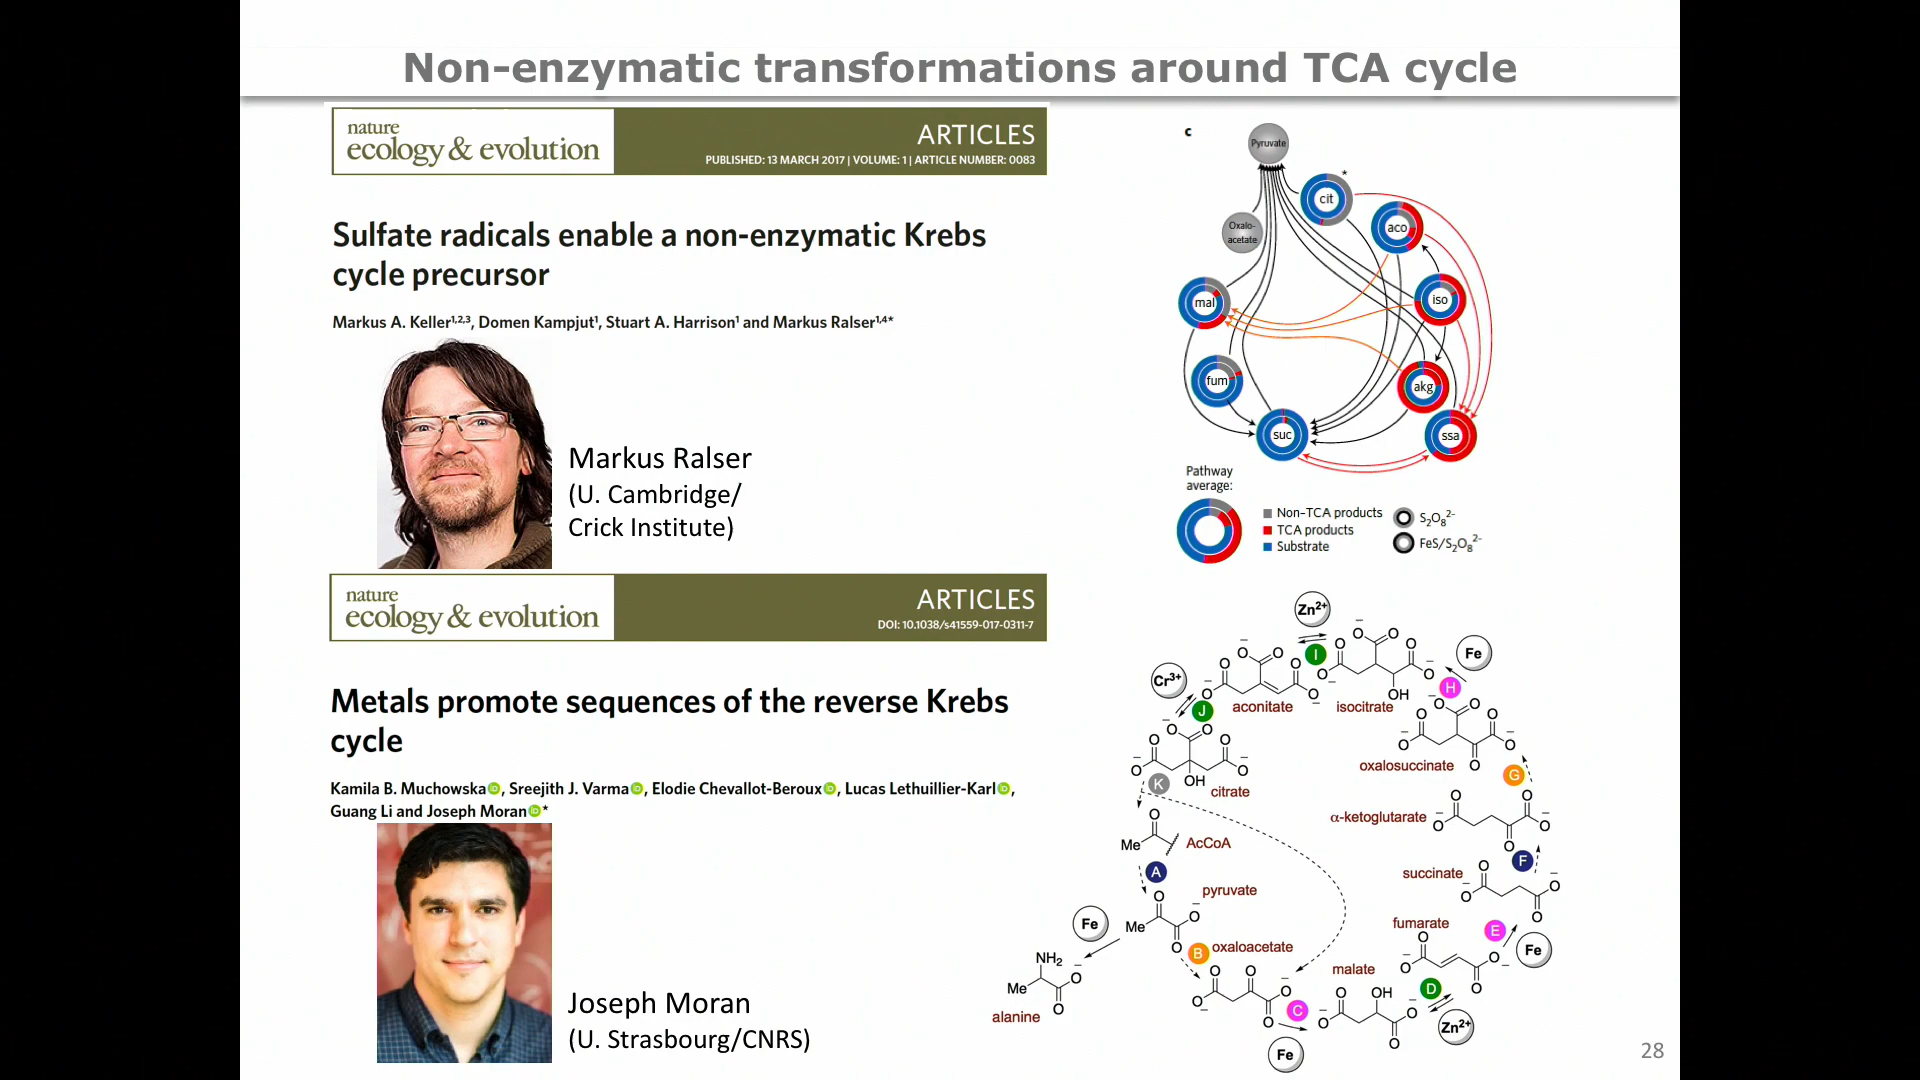 Non-enzymatic transformations around TCA cycle
nature
ecology & evolution
ARTICLES
PUBLISHED: 13 MARCH 2017 | VOLUME: 1 | ARTICLE NUMBER: 0083
Sulfate radicals enable a non-enzymatic Krebs
cycle precursor
Markus A. Keller1,2,3, Domen Kampjut1, Stuart A. Harrison1 and Markus Ralser1,4*
Markus Ralser
(U. Cambridge/
Crick Institute)
c
Pyruvate
*
cit
aco
Oxalo-
acetate
mal
iso
fum
akg
suc
ssa
Pathway
average:
Non-TCA products
TCA products
Substrate
S2O8 2−
FeS/S2O8 2−
nature
ecology & evolution
ARTICLES
DOI: 10.1038/s41559-017-0311-7
Metals promote sequences of the reverse Krebs
cycle
Kamila B. Muchowska, Sreejith J. Varma, Elodie Chevallot-Beroux, Lucas Lethuillier-Karl,
Guang Li and Joseph Moran*
Joseph Moran
(U. Strasbourg/CNRS)
Zn2+
I
Fe
Cr3+
J
H
aconitate
isocitrate
OH
oxalosuccinate
G
K
OH
citrate
α-ketoglutarate
Me
AcCoA
A
F
succinate
pyruvate
Fe
Me
fumarate
E
Fe
B
oxaloacetate
NH2
Me
alanine
malate
OH
D
C
Zn2+
Fe
28